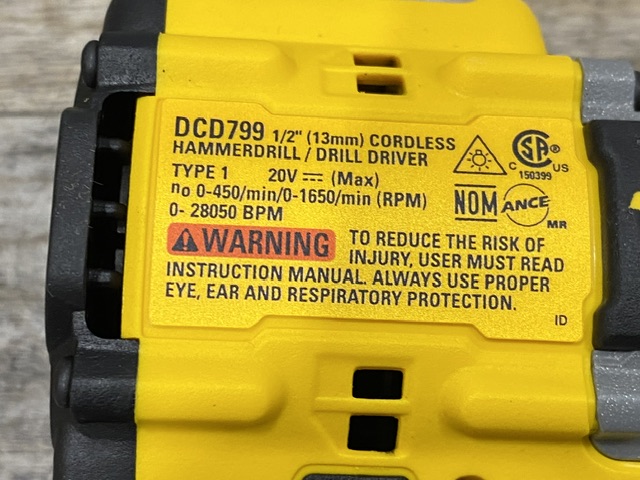 DCD799 1/2" (13mm) CORDLESS
HAMMERDRILL / DRILL DRIVER
TYPE 1 20V ⎓ (Max)
no 0-450/min/0-1650/min (RPM)
0- 28050 BPM
C SA US
150399
NOM ANCE
MR
WARNING TO REDUCE THE RISK OF
INJURY, USER MUST READ
INSTRUCTION MANUAL. ALWAYS USE PROPER
EYE, EAR AND RESPIRATORY PROTECTION.
ID